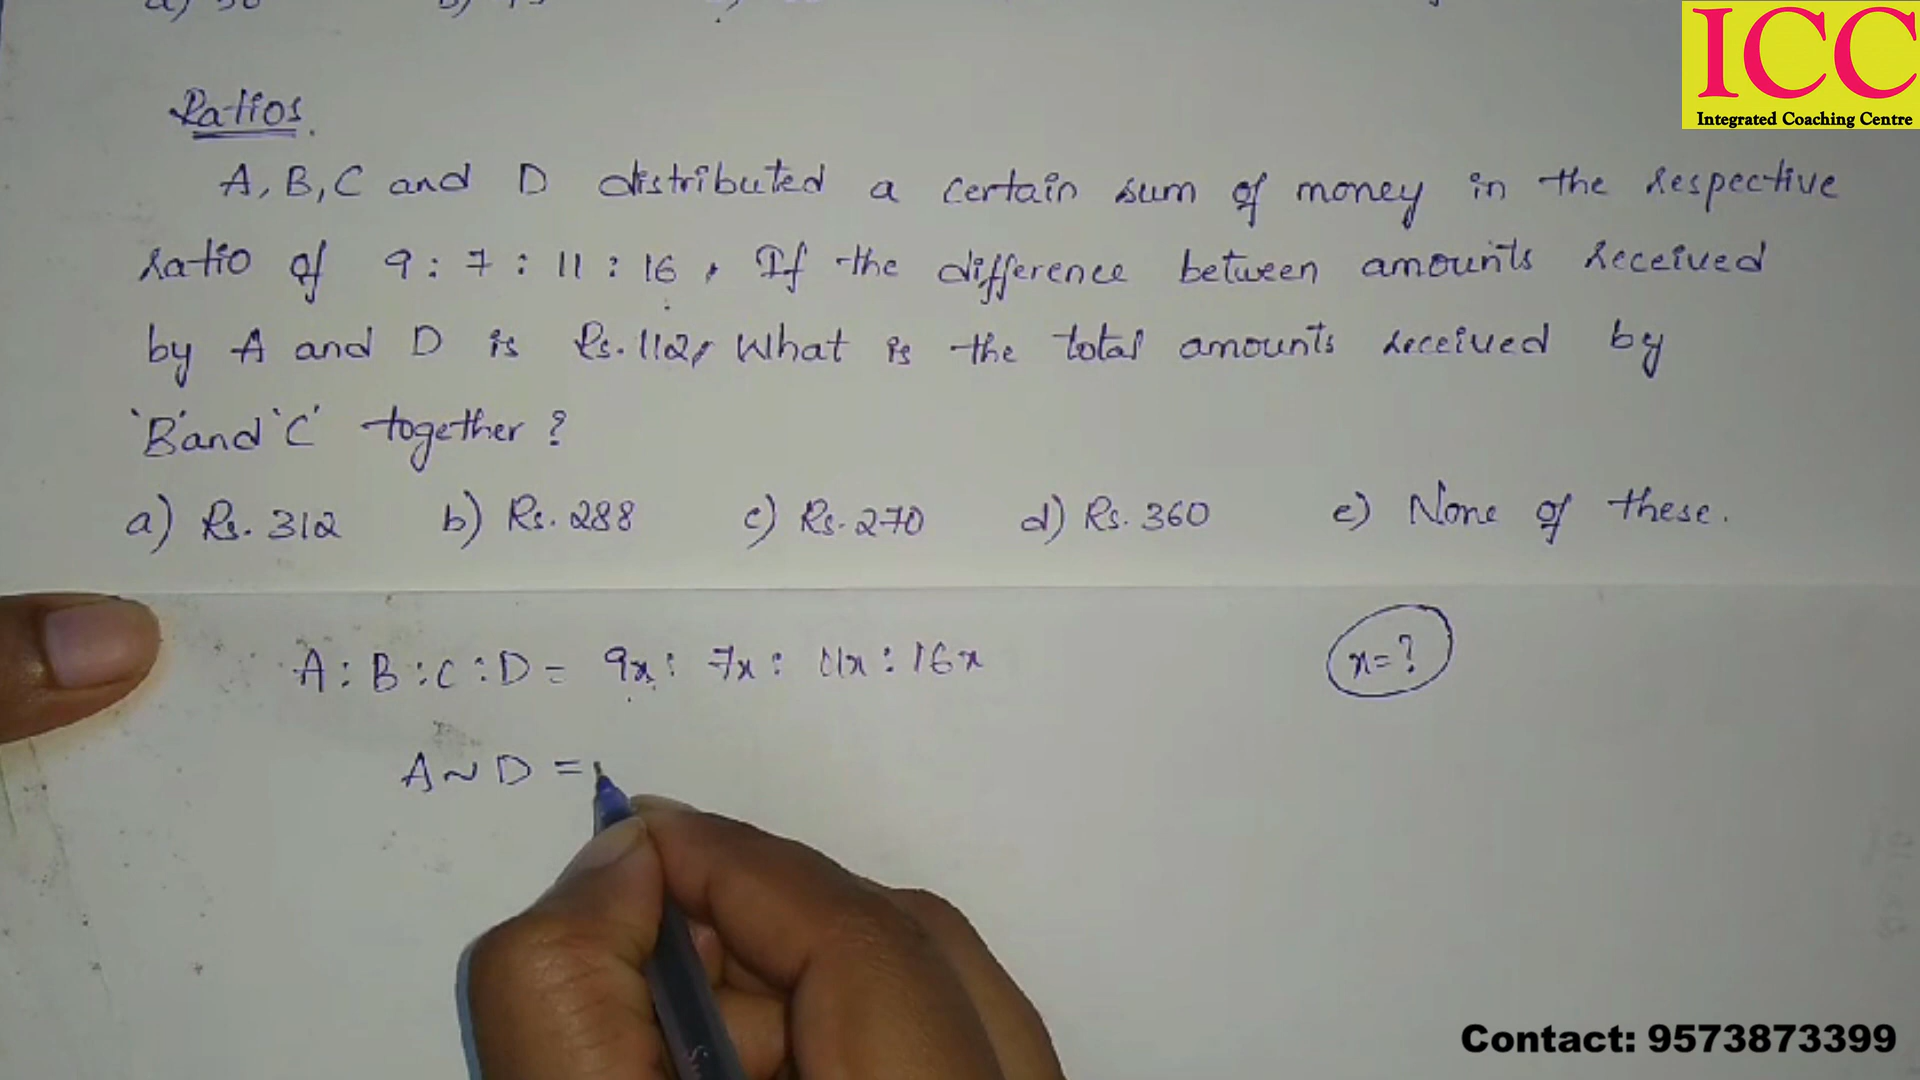 ICC
Integrated Coaching Centre
Ratios.
A, B, C and D distributed a certain sum of money in the respective
ratio of 9 : 7 : 11 : 16, If the difference between amounts received
by A and D is Rs. 112, What is the total amounts received by
'B' and 'C' together ?
a) Rs. 312 b) Rs. 288 c) Rs. 270 d) Rs. 360 e) None of these.
A : B : C : D = 9x : 7x : 11x : 16x
x = ?
A ~ D =
Contact: 9573873399